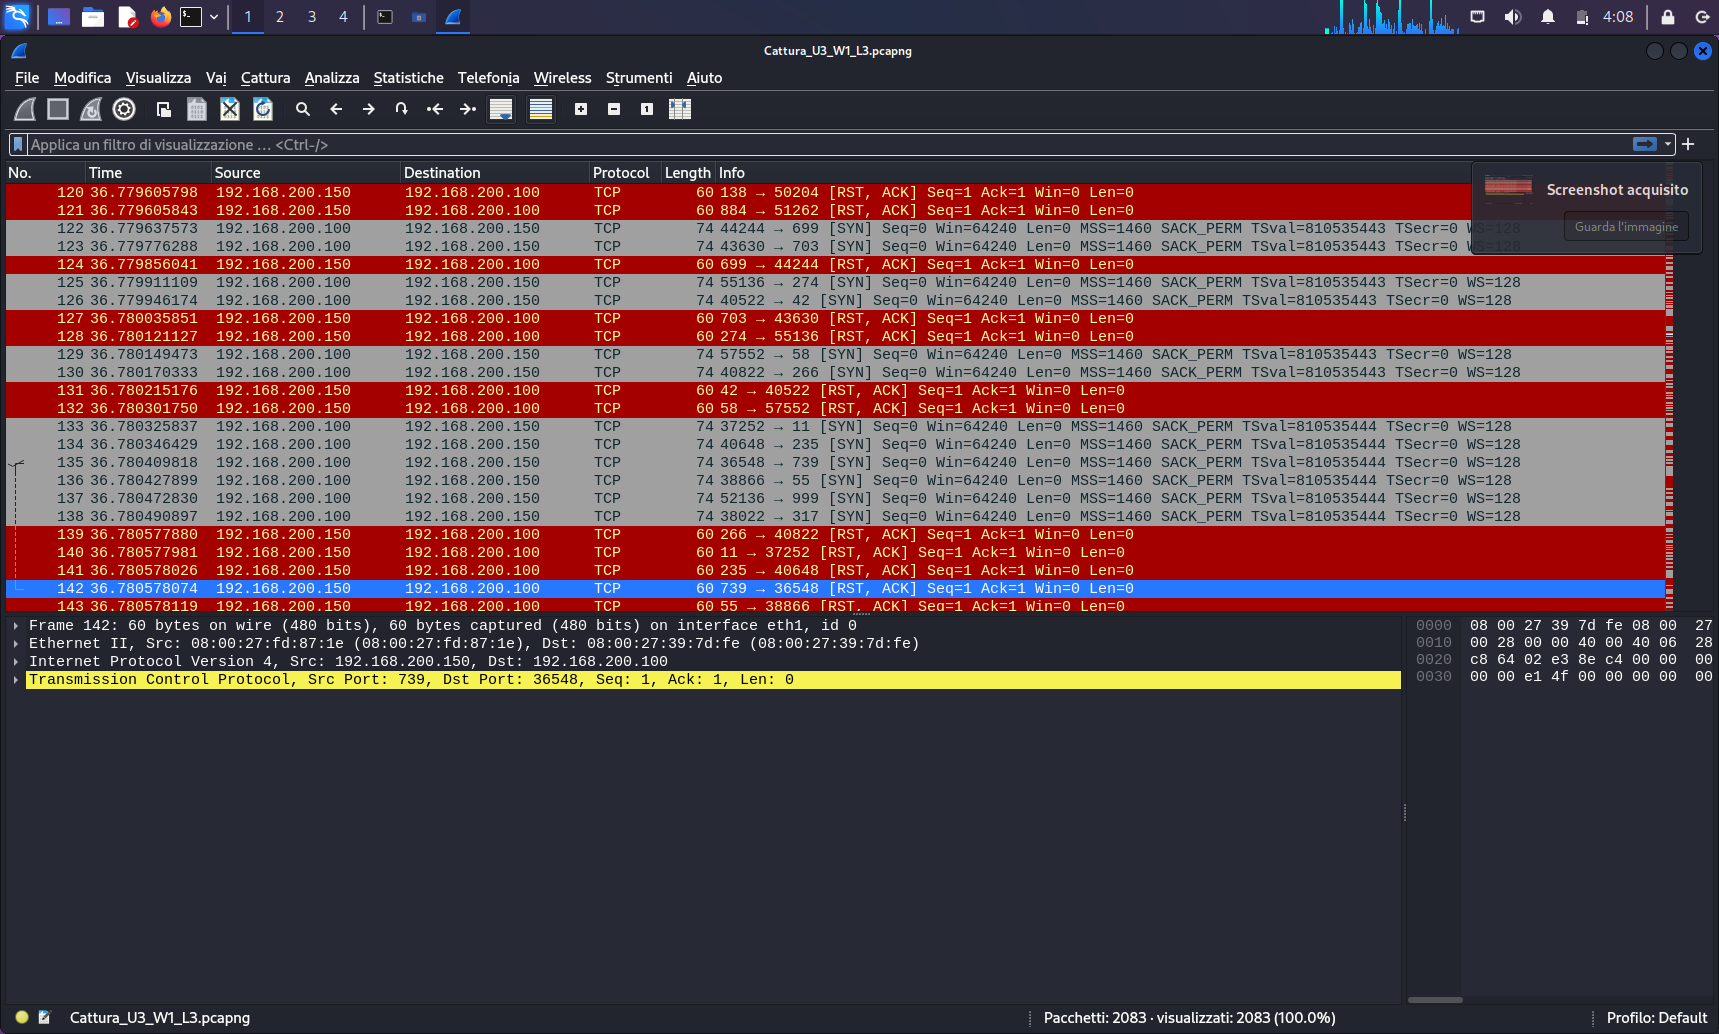 1 2 3 4 4:08
Cattura_U3_W1_L3.pcapng
File Modifica Visualizza Vai Cattura Analizza Statistiche Telefonia Wireless Strumenti Aiuto
Applica un filtro di visualizzazione … <Ctrl-/>
No. Time Source Destination Protocol Length Info
Screenshot acquisito
Guarda l'immagine
120 36.779605798 192.168.200.150 192.168.200.100 TCP 60 138 → 50204 [RST, ACK] Seq=1 Ack=1 Win=0 Len=0
121 36.779605843 192.168.200.150 192.168.200.100 TCP 60 884 → 51262 [RST, ACK] Seq=1 Ack=1 Win=0 Len=0
122 36.779637573 192.168.200.100 192.168.200.150 TCP 74 44244 → 699 [SYN] Seq=0 Win=64240 Len=0 MSS=1460 SACK_PERM TSval=810535443 TSecr=0 WS=128
123 36.779776288 192.168.200.100 192.168.200.150 TCP 74 43630 → 703 [SYN] Seq=0 Win=64240 Len=0 MSS=1460 SACK_PERM TSval=810535443 TSecr=0 WS=128
124 36.779856041 192.168.200.150 192.168.200.100 TCP 60 699 → 44244 [RST, ACK] Seq=1 Ack=1 Win=0 Len=0
125 36.779911109 192.168.200.100 192.168.200.150 TCP 74 55136 → 274 [SYN] Seq=0 Win=64240 Len=0 MSS=1460 SACK_PERM TSval=810535443 TSecr=0 WS=128
126 36.779946174 192.168.200.100 192.168.200.150 TCP 74 40522 → 42 [SYN] Seq=0 Win=64240 Len=0 MSS=1460 SACK_PERM TSval=810535443 TSecr=0 WS=128
127 36.780035851 192.168.200.150 192.168.200.100 TCP 60 703 → 43630 [RST, ACK] Seq=1 Ack=1 Win=0 Len=0
128 36.780121127 192.168.200.150 192.168.200.100 TCP 60 274 → 55136 [RST, ACK] Seq=1 Ack=1 Win=0 Len=0
129 36.780149473 192.168.200.100 192.168.200.150 TCP 74 57552 → 58 [SYN] Seq=0 Win=64240 Len=0 MSS=1460 SACK_PERM TSval=810535443 TSecr=0 WS=128
130 36.780170333 192.168.200.100 192.168.200.150 TCP 74 40822 → 266 [SYN] Seq=0 Win=64240 Len=0 MSS=1460 SACK_PERM TSval=810535443 TSecr=0 WS=128
131 36.780215176 192.168.200.150 192.168.200.100 TCP 60 42 → 40522 [RST, ACK] Seq=1 Ack=1 Win=0 Len=0
132 36.780301750 192.168.200.150 192.168.200.100 TCP 60 58 → 57552 [RST, ACK] Seq=1 Ack=1 Win=0 Len=0
133 36.780325837 192.168.200.100 192.168.200.150 TCP 74 37252 → 11 [SYN] Seq=0 Win=64240 Len=0 MSS=1460 SACK_PERM TSval=810535444 TSecr=0 WS=128
134 36.780346429 192.168.200.100 192.168.200.150 TCP 74 40648 → 235 [SYN] Seq=0 Win=64240 Len=0 MSS=1460 SACK_PERM TSval=810535444 TSecr=0 WS=128
135 36.780409818 192.168.200.100 192.168.200.150 TCP 74 36548 → 739 [SYN] Seq=0 Win=64240 Len=0 MSS=1460 SACK_PERM TSval=810535444 TSecr=0 WS=128
136 36.780427899 192.168.200.100 192.168.200.150 TCP 74 38866 → 55 [SYN] Seq=0 Win=64240 Len=0 MSS=1460 SACK_PERM TSval=810535444 TSecr=0 WS=128
137 36.780472830 192.168.200.100 192.168.200.150 TCP 74 52136 → 999 [SYN] Seq=0 Win=64240 Len=0 MSS=1460 SACK_PERM TSval=810535444 TSecr=0 WS=128
138 36.780490897 192.168.200.100 192.168.200.150 TCP 74 38022 → 317 [SYN] Seq=0 Win=64240 Len=0 MSS=1460 SACK_PERM TSval=810535444 TSecr=0 WS=128
139 36.780577880 192.168.200.150 192.168.200.100 TCP 60 266 → 40822 [RST, ACK] Seq=1 Ack=1 Win=0 Len=0
140 36.780577981 192.168.200.150 192.168.200.100 TCP 60 11 → 37252 [RST, ACK] Seq=1 Ack=1 Win=0 Len=0
141 36.780578026 192.168.200.150 192.168.200.100 TCP 60 235 → 40648 [RST, ACK] Seq=1 Ack=1 Win=0 Len=0
142 36.780578074 192.168.200.150 192.168.200.100 TCP 60 739 → 36548 [RST, ACK] Seq=1 Ack=1 Win=0 Len=0
143 36.780578119 192.168.200.150 192.168.200.100 TCP 60 55 → 38866 [RST, ACK] Seq=1 Ack=1 Win=0 Len=0
Frame 142: 60 bytes on wire (480 bits), 60 bytes captured (480 bits) on interface eth1, id 0
Ethernet II, Src: 08:00:27:fd:87:1e (08:00:27:fd:87:1e), Dst: 08:00:27:39:7d:fe (08:00:27:39:7d:fe)
Internet Protocol Version 4, Src: 192.168.200.150, Dst: 192.168.200.100
Transmission Control Protocol, Src Port: 739, Dst Port: 36548, Seq: 1, Ack: 1, Len: 0
0000 08 00 27 39 7d fe 08 00 27
0010 00 28 00 00 40 00 40 06 28
0020 c8 64 02 e3 8e c4 00 00 00
0030 00 00 e1 4f 00 00 00 00 00
Cattura_U3_W1_L3.pcapng
Pacchetti: 2083 · visualizzati: 2083 (100.0%)
Profilo: Default